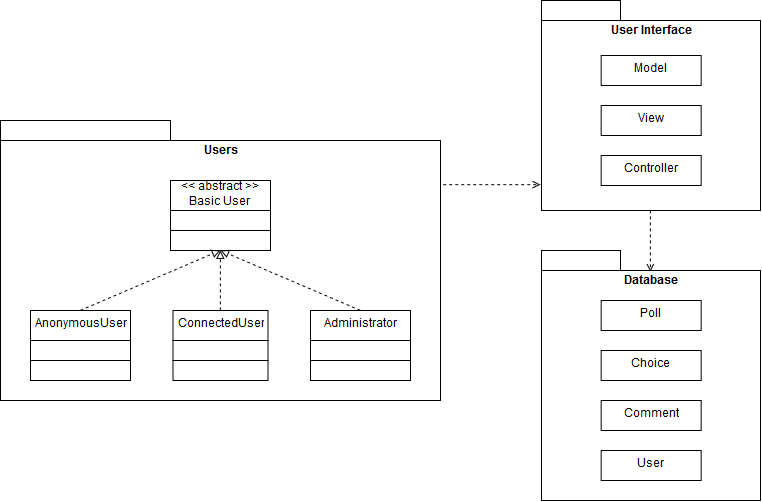 User Interface
Model
View
Controller
Users
<< abstract >>
Basic User
AnonymousUser
ConnectedUser
Administrator
Database
Poll
Choice
Comment
User